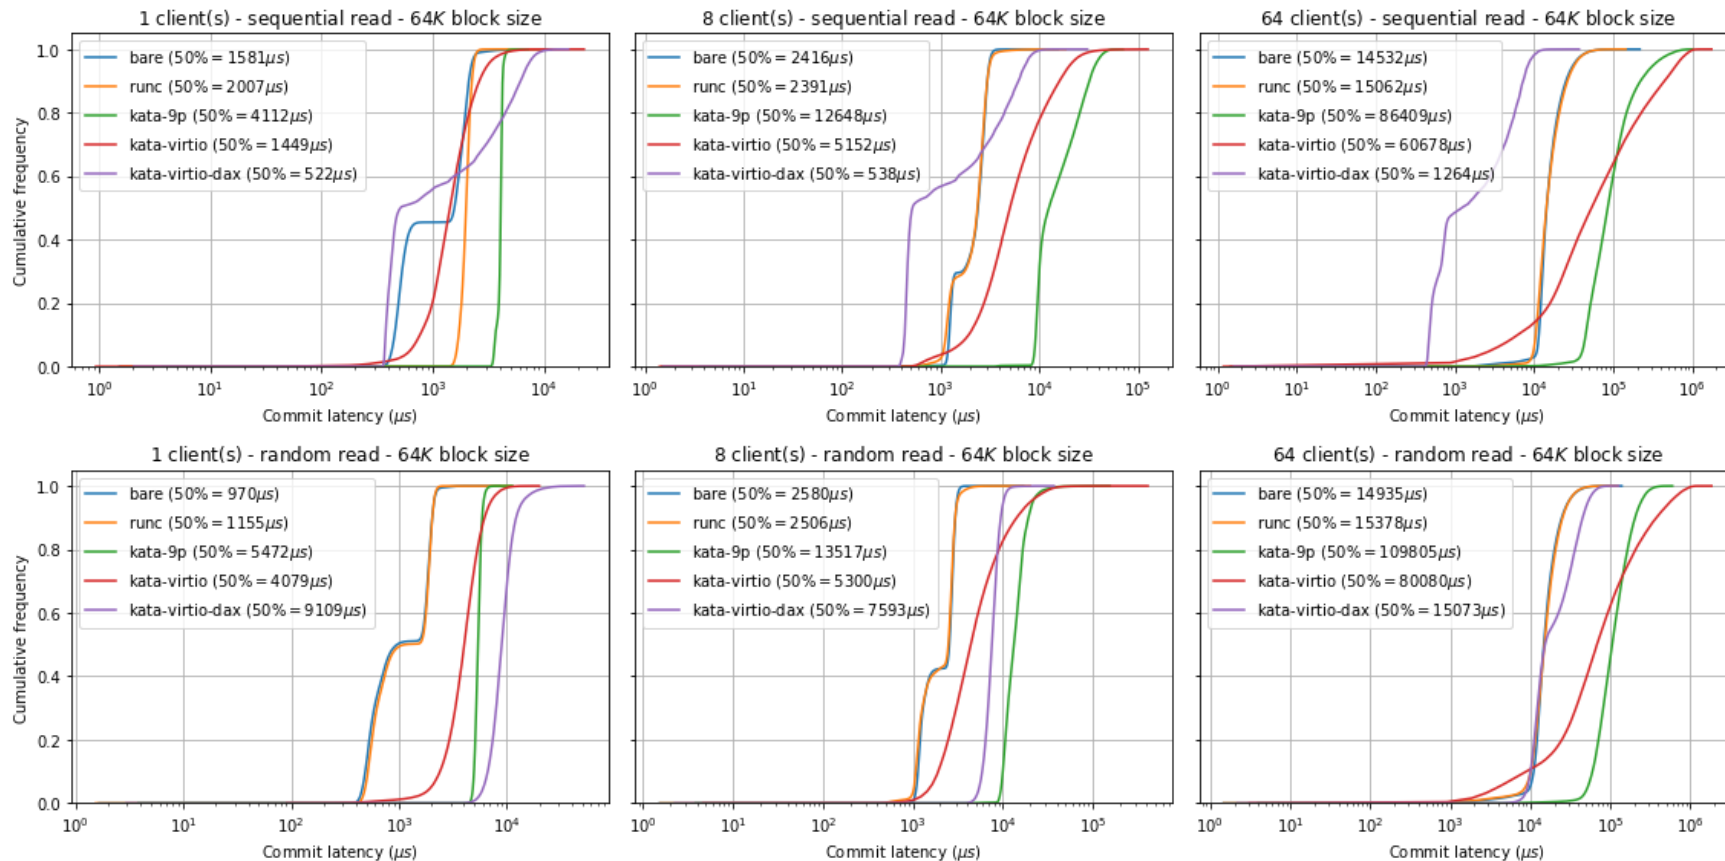 1 client(s) - sequential read - 64K block size
1.0
0.8
0.6
0.4
0.2
0.0
Cumulative frequency
bare (50% = 1581μs)
runc (50% = 2007μs)
kata-9p (50% = 4112μs)
kata-virtio (50% = 1449μs)
kata-virtio-dax (50% = 522μs)
10⁰ 10¹ 10² 10³ 10⁴
Commit latency (μs)
8 client(s) - sequential read - 64K block size
bare (50% = 2416μs)
runc (50% = 2391μs)
kata-9p (50% = 12648μs)
kata-virtio (50% = 5152μs)
kata-virtio-dax (50% = 538μs)
10⁰ 10¹ 10² 10³ 10⁴ 10⁵
Commit latency (μs)
64 client(s) - sequential read - 64K block size
bare (50% = 14532μs)
runc (50% = 15062μs)
kata-9p (50% = 86409μs)
kata-virtio (50% = 60678μs)
kata-virtio-dax (50% = 1264μs)
10⁰ 10¹ 10² 10³ 10⁴ 10⁵ 10⁶
Commit latency (μs)
1 client(s) - random read - 64K block size
1.0
0.8
0.6
0.4
0.2
0.0
Cumulative frequency
bare (50% = 970μs)
runc (50% = 1155μs)
kata-9p (50% = 5472μs)
kata-virtio (50% = 4079μs)
kata-virtio-dax (50% = 9109μs)
10⁰ 10¹ 10² 10³ 10⁴
Commit latency (μs)
8 client(s) - random read - 64K block size
bare (50% = 2580μs)
runc (50% = 2506μs)
kata-9p (50% = 13517μs)
kata-virtio (50% = 5300μs)
kata-virtio-dax (50% = 7593μs)
10⁰ 10¹ 10² 10³ 10⁴ 10⁵
Commit latency (μs)
64 client(s) - random read - 64K block size
bare (50% = 14935μs)
runc (50% = 15378μs)
kata-9p (50% = 109805μs)
kata-virtio (50% = 80080μs)
kata-virtio-dax (50% = 15073μs)
10⁰ 10¹ 10² 10³ 10⁴ 10⁵ 10⁶
Commit latency (μs)